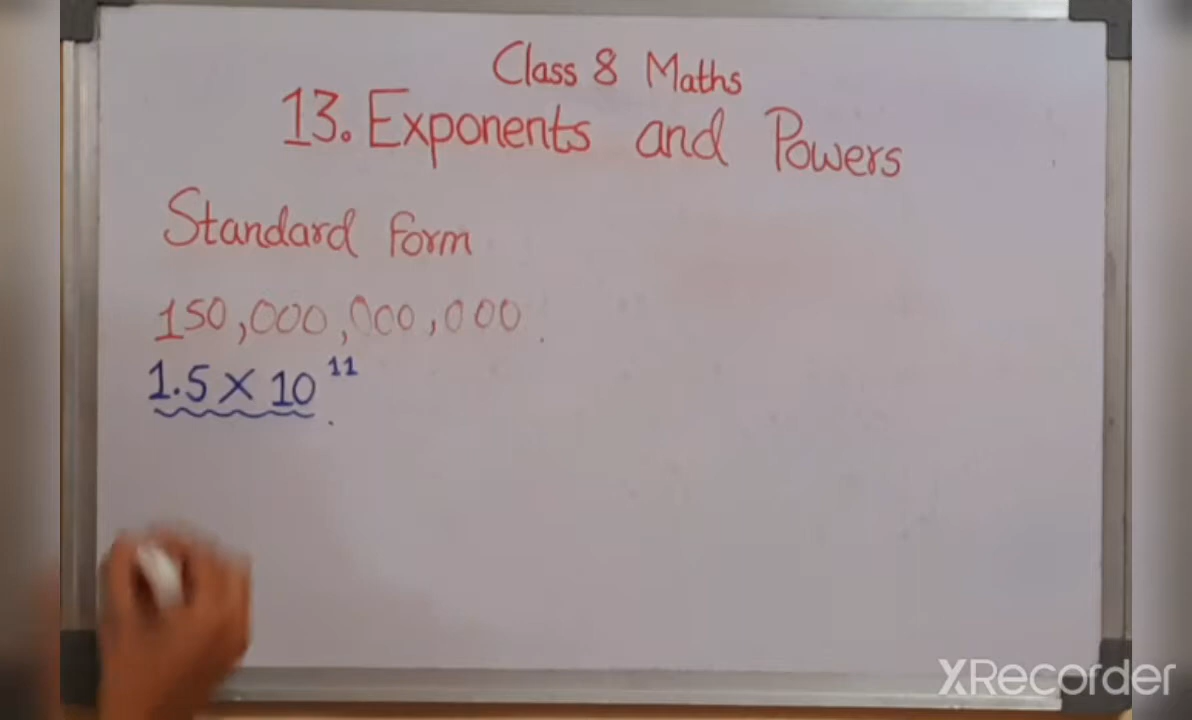 Class 8 Maths
13. Exponents and Powers
Standard form
150,000,000,000.
1.5 × 10¹¹.
XRecorder